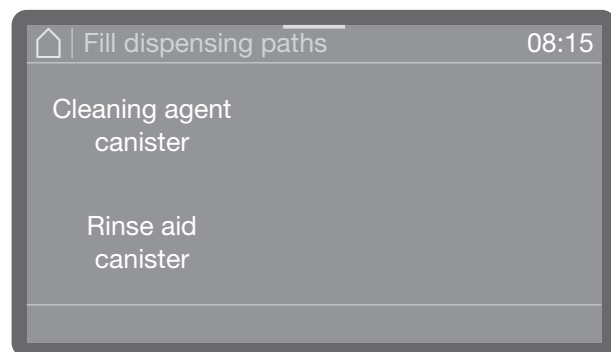 Fill dispensing paths 08:15
Cleaning agent
canister
Rinse aid
canister